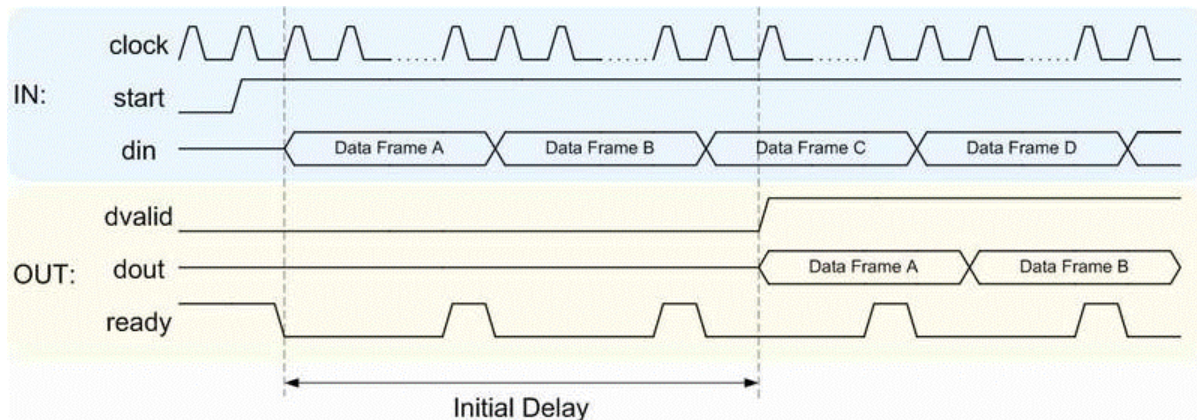 clock
IN:
start
din
Data Frame A
Data Frame B
Data Frame C
Data Frame D
dvalid
OUT:
dout
Data Frame A
Data Frame B
ready
Initial Delay